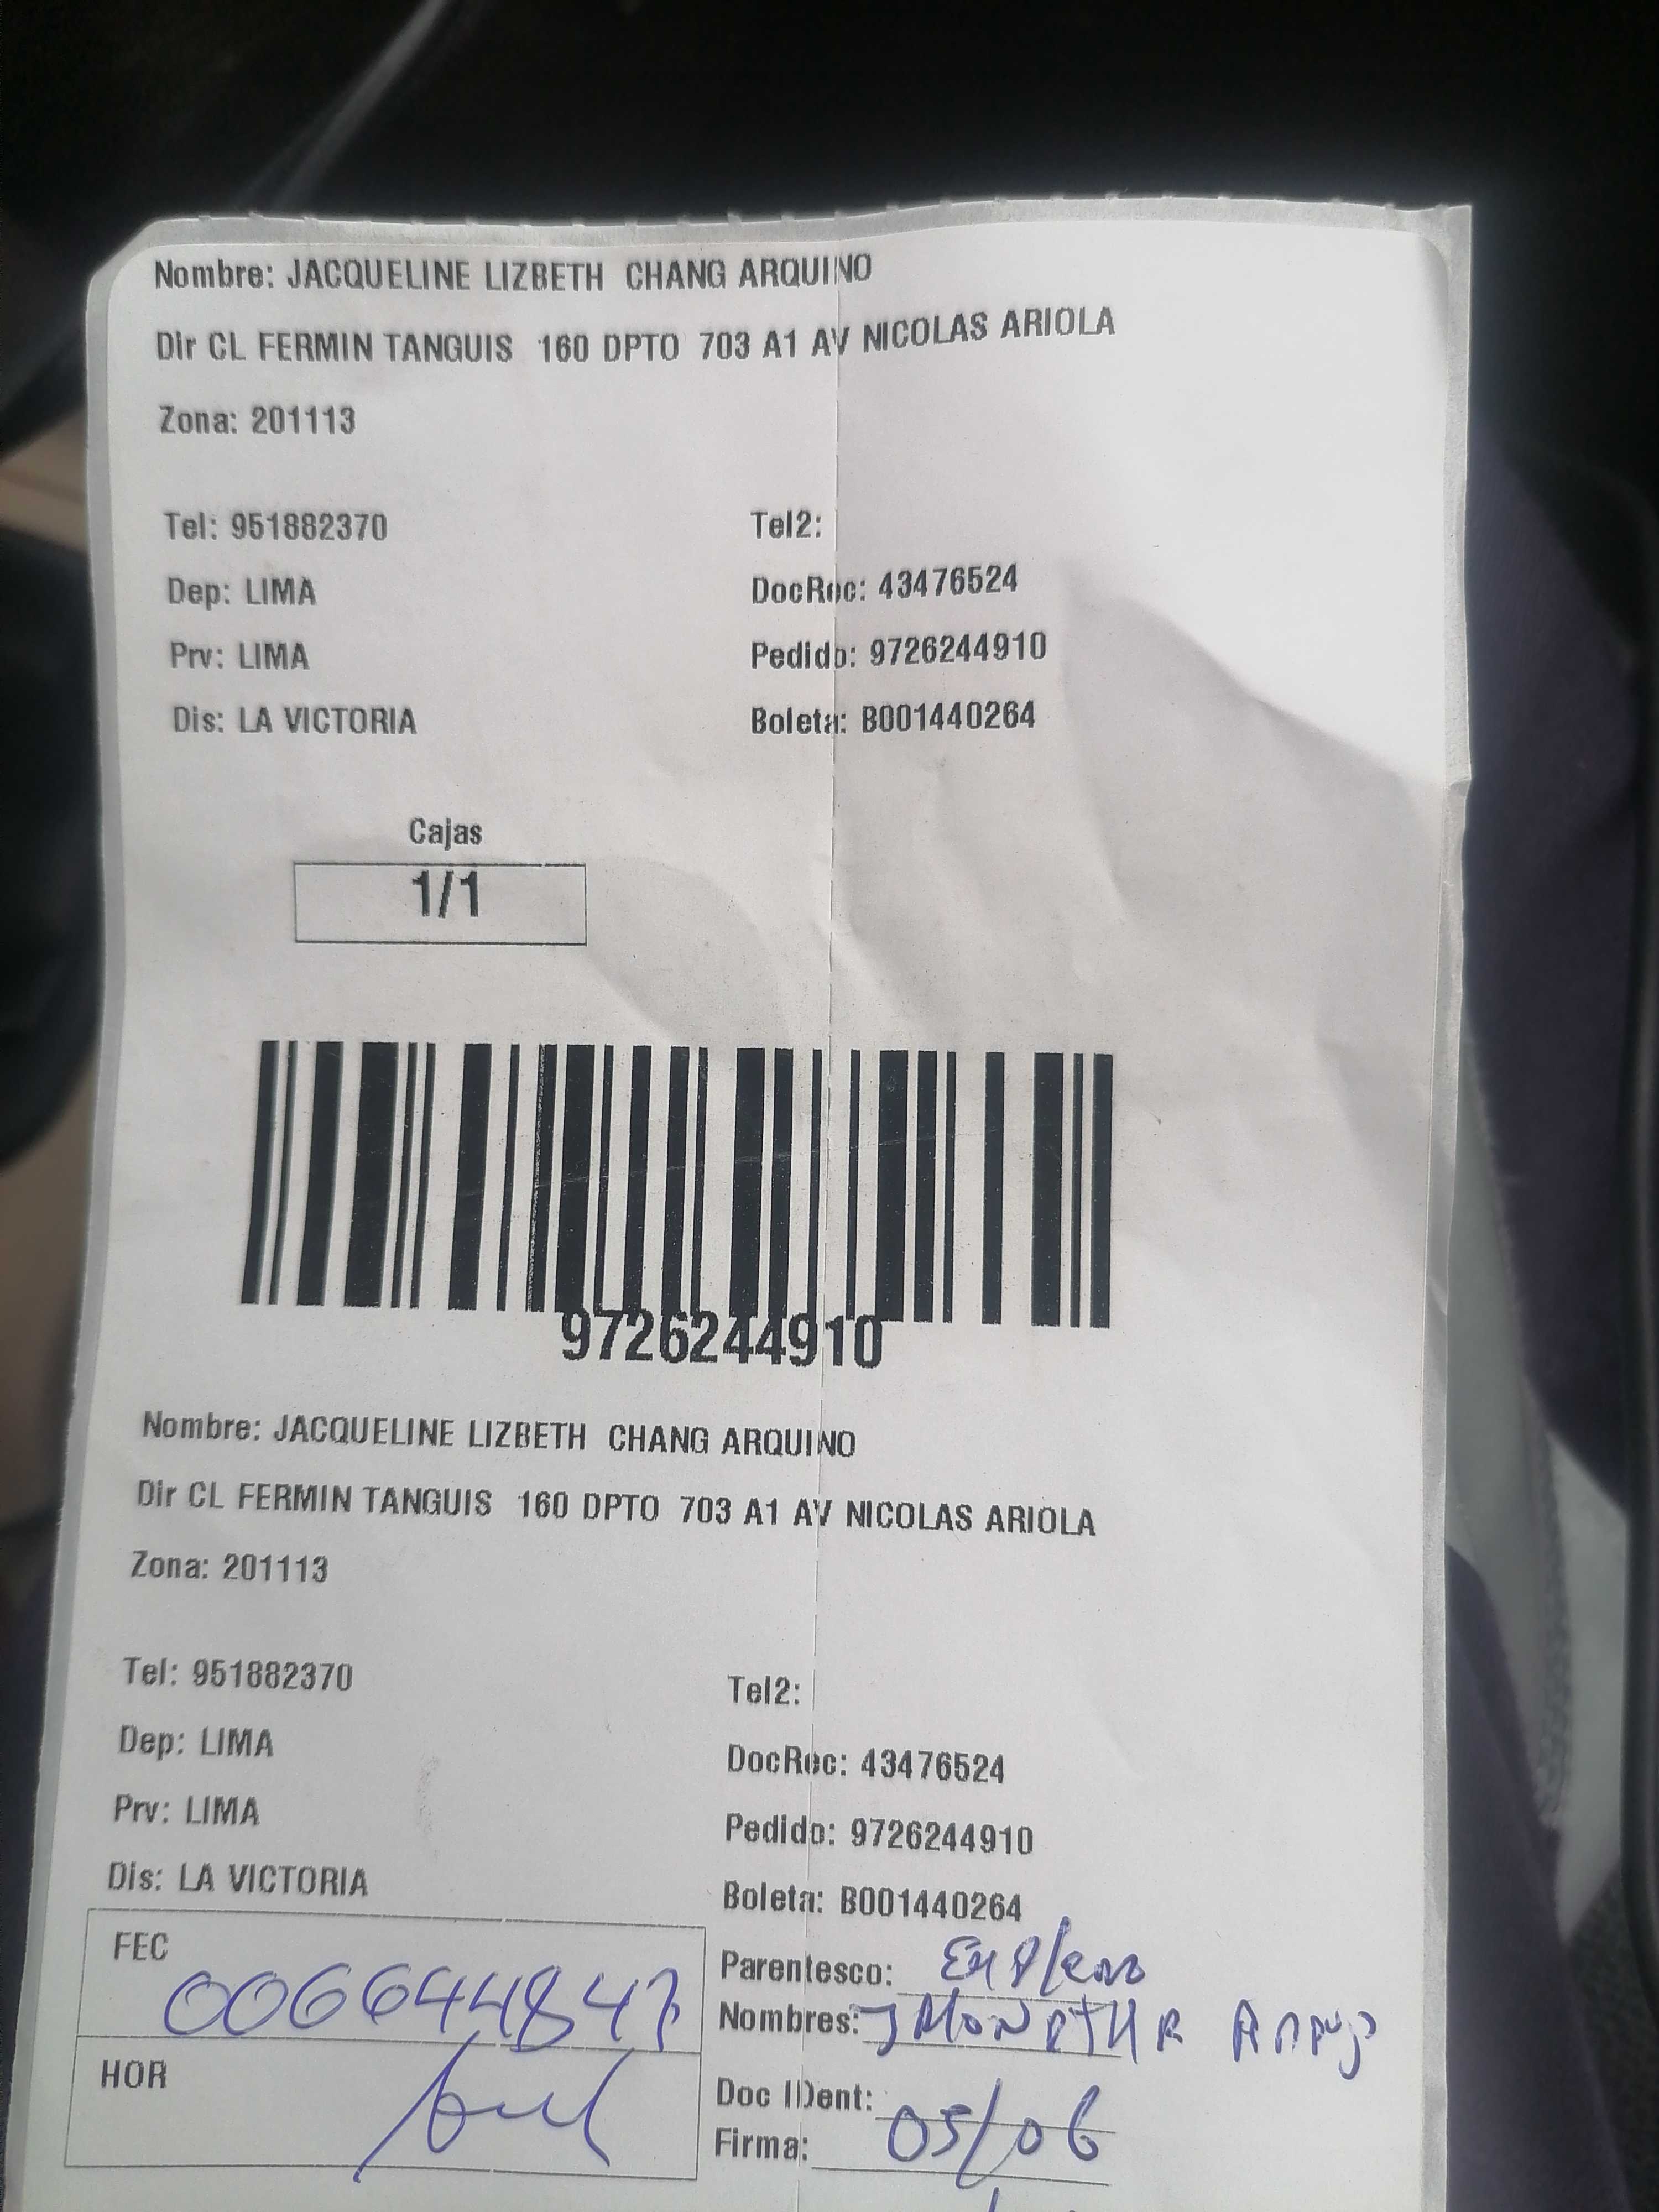 Nombre: JACQUELINE LIZBETH CHANG ARQUINO
Dir CL FERMIN TANGUIS 160 DPTO 703 A1 AV NICOLAS ARIOLA
Zona: 201113
Tel: 951882370 Tel2:
Dep: LIMA DocRec: 43476524
Prv: LIMA Pedido: 9726244910
Dis: LA VICTORIA Boleta: B001440264
Cajas
1/1
9726244910
Nombre: JACQUELINE LIZBETH CHANG ARQUINO
Dir CL FERMIN TANGUIS 160 DPTO 703 A1 AV NICOLAS ARIOLA
Zona: 201113
Tel: 951882370 Tel2:
Dep: LIMA DocRec: 43476524
Prv: LIMA Pedido: 9726244910
Dis: LA VICTORIA Boleta: B001440264
FEC Parentesco:
Nombres:
HOR Doc IDent:
Firma: 05/06